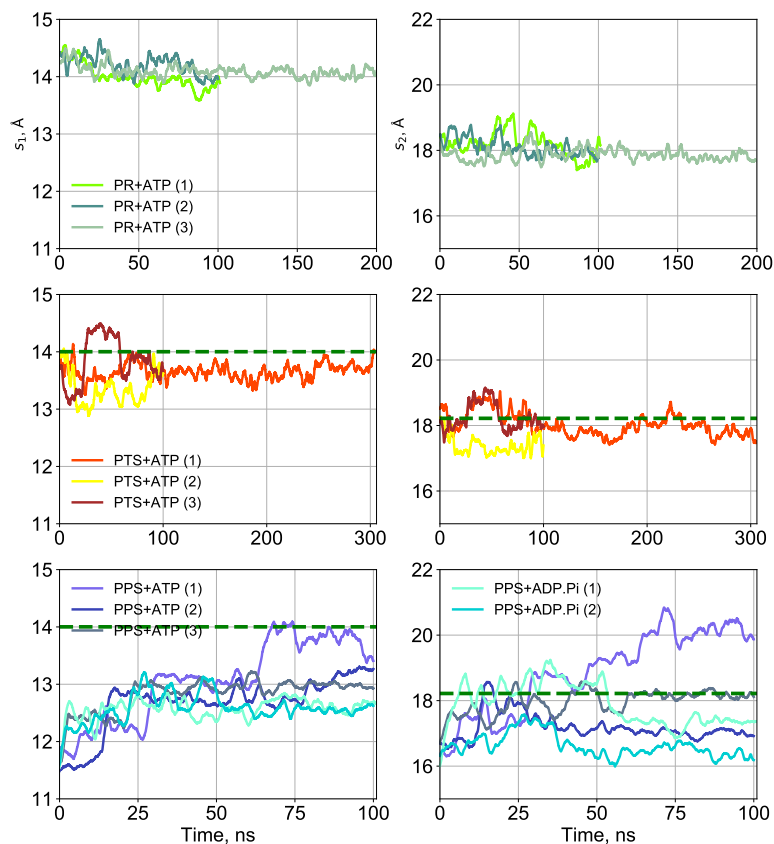 15
14
13
12
11
s1, Å
PR+ATP (1)
PR+ATP (2)
PR+ATP (3)
0 50 100 150 200
22
20
18
16
s2, Å
0 50 100 150 200
15
14
13
12
11
PTS+ATP (1)
PTS+ATP (2)
PTS+ATP (3)
0 100 200 300
22
20
18
16
0 100 200 300
15
14
13
12
11
PPS+ATP (1)
PPS+ATP (2)
PPS+ATP (3)
0 25 50 75 100
Time, ns
22
20
18
16
PPS+ADP.Pi (1)
PPS+ADP.Pi (2)
0 25 50 75 100
Time, ns